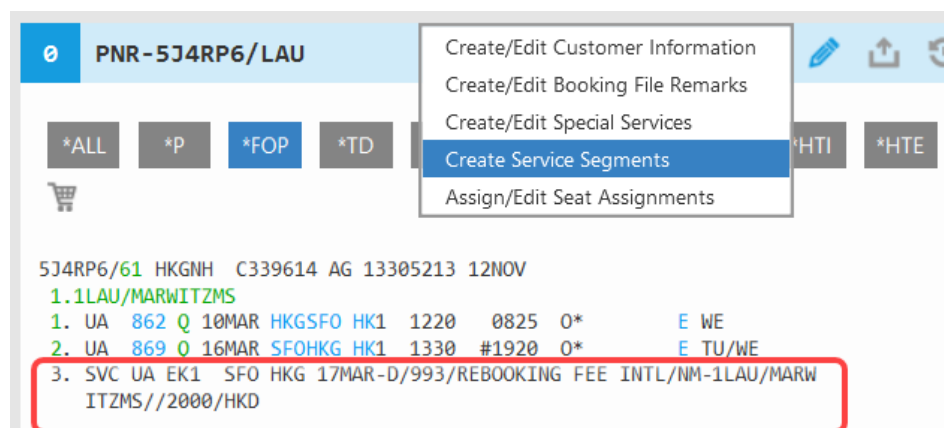 0 PNR-5J4RP6/LAU
Create/Edit Customer Information
Create/Edit Booking File Remarks
Create/Edit Special Services
Create Service Segments
Assign/Edit Seat Assignments
*ALL *P *FOP *TD HTI *HTE
5J4RP6/61 HKGNH C339614 AG 13305213 12NOV
1.1LAU/MARWITZMS
1. UA 862 Q 10MAR HKGSFO HK1 1220 0825 O* E WE
2. UA 869 Q 16MAR SFOHKG HK1 1330 #1920 O* E TU/WE
3. SVC UA EK1 SFO HKG 17MAR-D/993/REBOOKING FEE INTL/NM-1LAU/MARW
ITZMS//2000/HKD